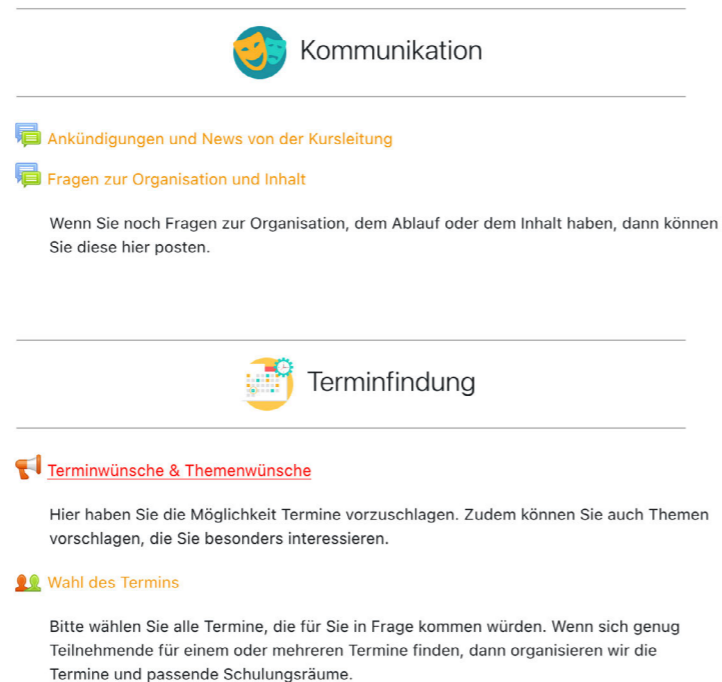 Kommunikation
Ankündigungen und News von der Kursleitung
Fragen zur Organisation und Inhalt
Wenn Sie noch Fragen zur Organisation, dem Ablauf oder dem Inhalt haben, dann können
Sie diese hier posten.
Terminfindung
Terminwünsche & Themenwünsche
Hier haben Sie die Möglichkeit Termine vorzuschlagen. Zudem können Sie auch Themen
vorschlagen, die Sie besonders interessieren.
Wahl des Termins
Bitte wählen Sie alle Termine, die für Sie in Frage kommen würden. Wenn sich genug
Teilnehmende für einem oder mehreren Termine finden, dann organisieren wir die
Termine und passende Schulungsräume.